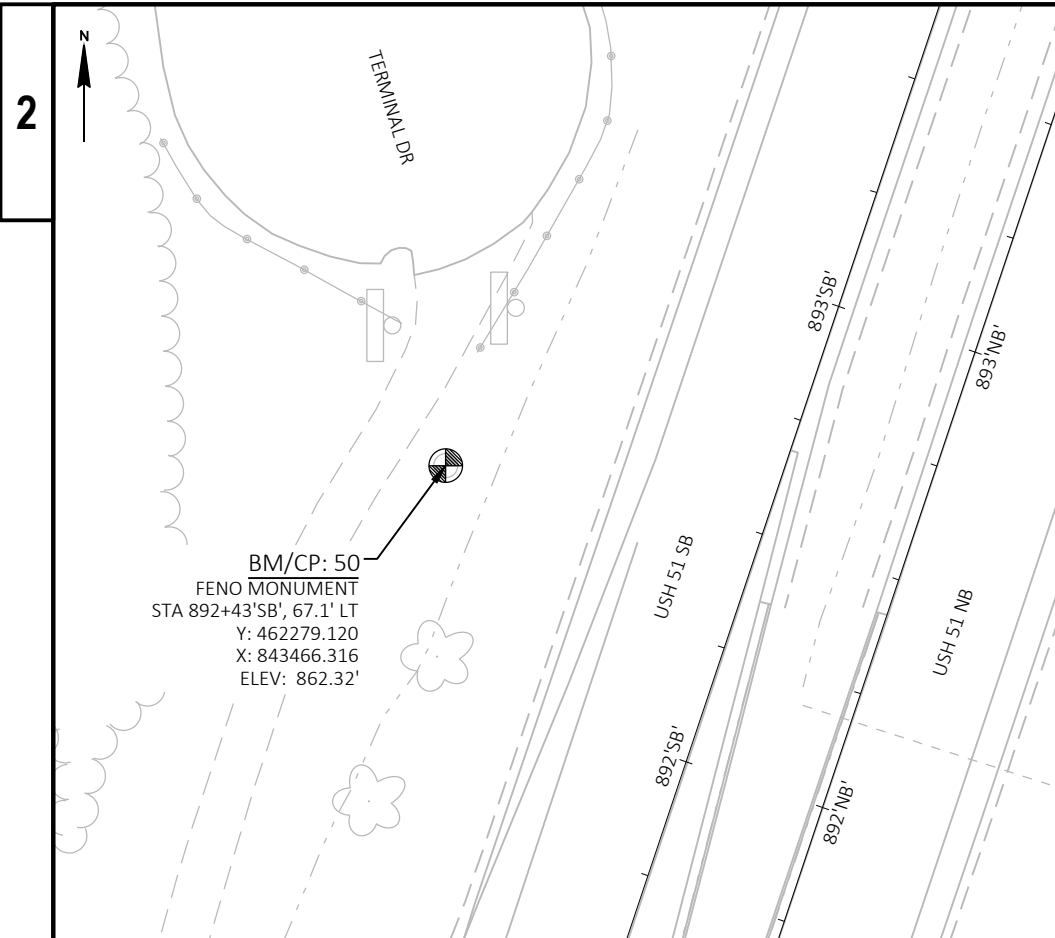 2
N
TERMINAL DR
893'SB'
893'NB'
BM/CP: 50
FENO MONUMENT
STA 892+43'SB', 67.1' LT
Y: 462279.120
X: 843466.316
ELEV: 862.32'
USH 51 SB
USH 51 NB
892'SB'
892'NB'